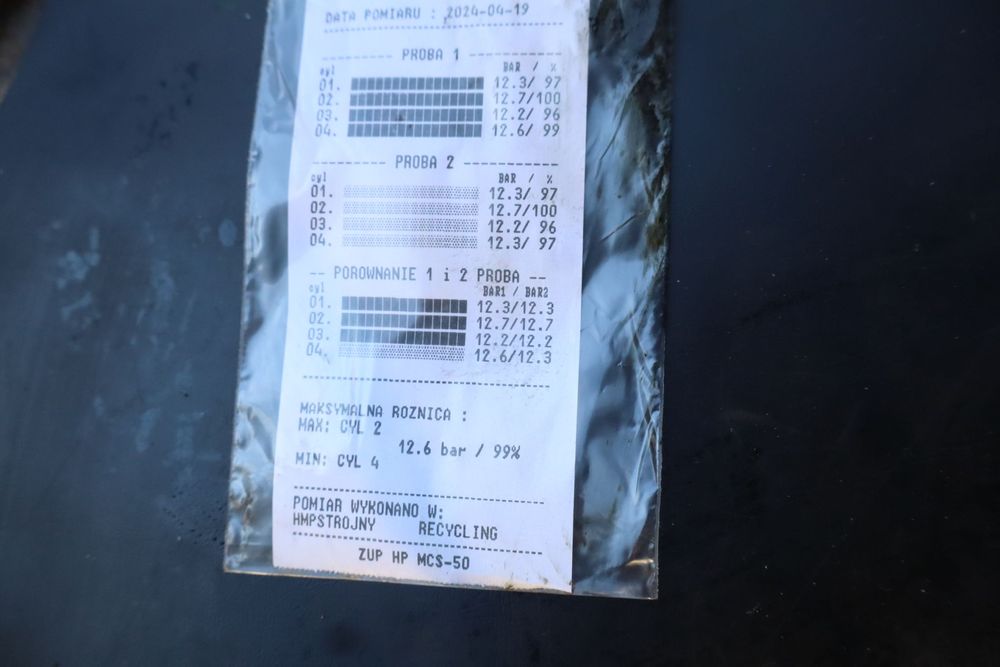 DATA POMIARU : 2024-04-19
-------- PROBA 1 --------
cyl BAR / %
01. 12.3/ 97
02. 12.7/100
03. 12.2/ 96
04. 12.6/ 99
-------- PROBA 2 --------
cyl BAR / %
01. 12.3/ 97
02. 12.7/100
03. 12.2/ 96
04. 12.3/ 97
-- POROWNANIE 1 i 2 PROBA --
cyl BAR1 / BAR2
01. 12.3/12.3
02. 12.7/12.7
03. 12.2/12.2
04. 12.6/12.3
MAKSYMALNA ROZNICA :
MAX: CYL 2
12.6 bar / 99%
MIN: CYL 4
POMIAR WYKONANO W:
HMPSTROJNY RECYCLING
ZUP HP MCS-50